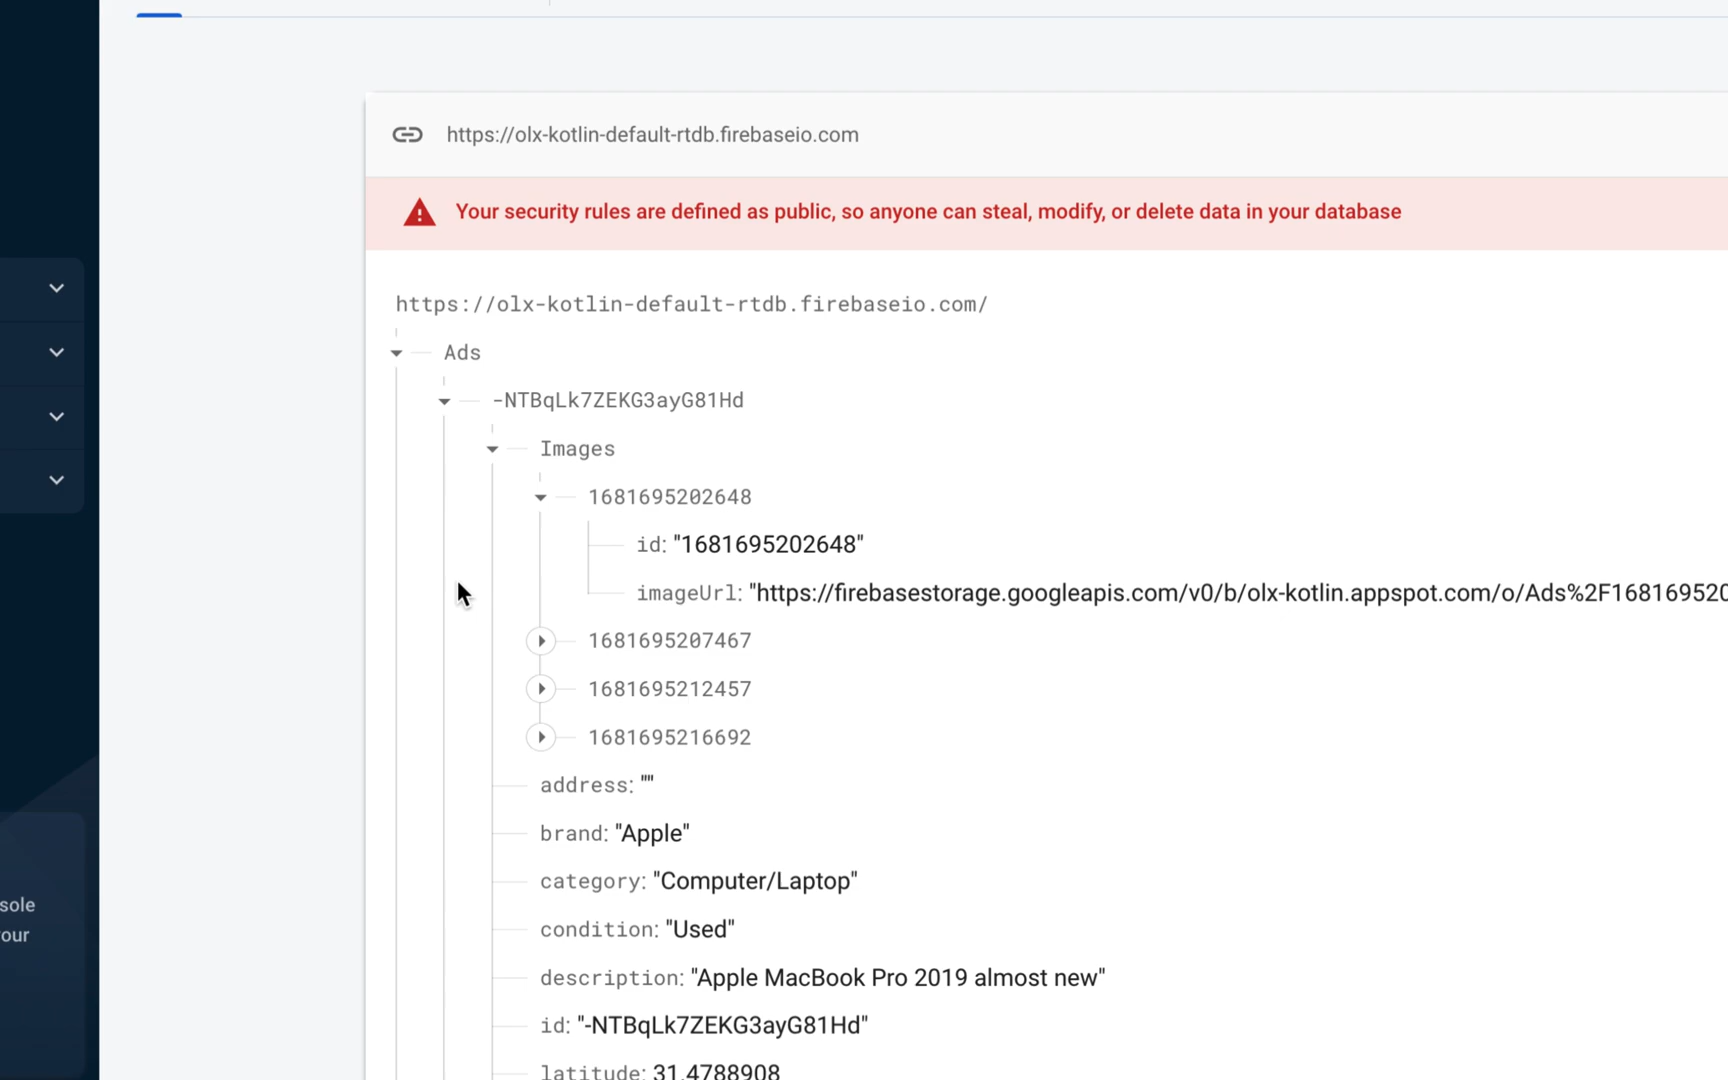 https://olx-kotlin-default-rtdb.firebaseio.com
Your security rules are defined as public, so anyone can steal, modify, or delete data in your database
https://olx-kotlin-default-rtdb.firebaseio.com/
Ads
-NTBqLk7ZEKG3ayG81Hd
Images
1681695202648
id: "1681695202648"
imageUrl: "https://firebasestorage.googleapis.com/v0/b/olx-kotlin.appspot.com/o/Ads%2F168169520
1681695207467
1681695212457
1681695216692
address: ""
brand: "Apple"
category: "Computer/Laptop"
sole
condition: "Used"
our
description: "Apple MacBook Pro 2019 almost new"
id: "-NTBqLk7ZEKG3ayG81Hd"
latitude: 31.4788908